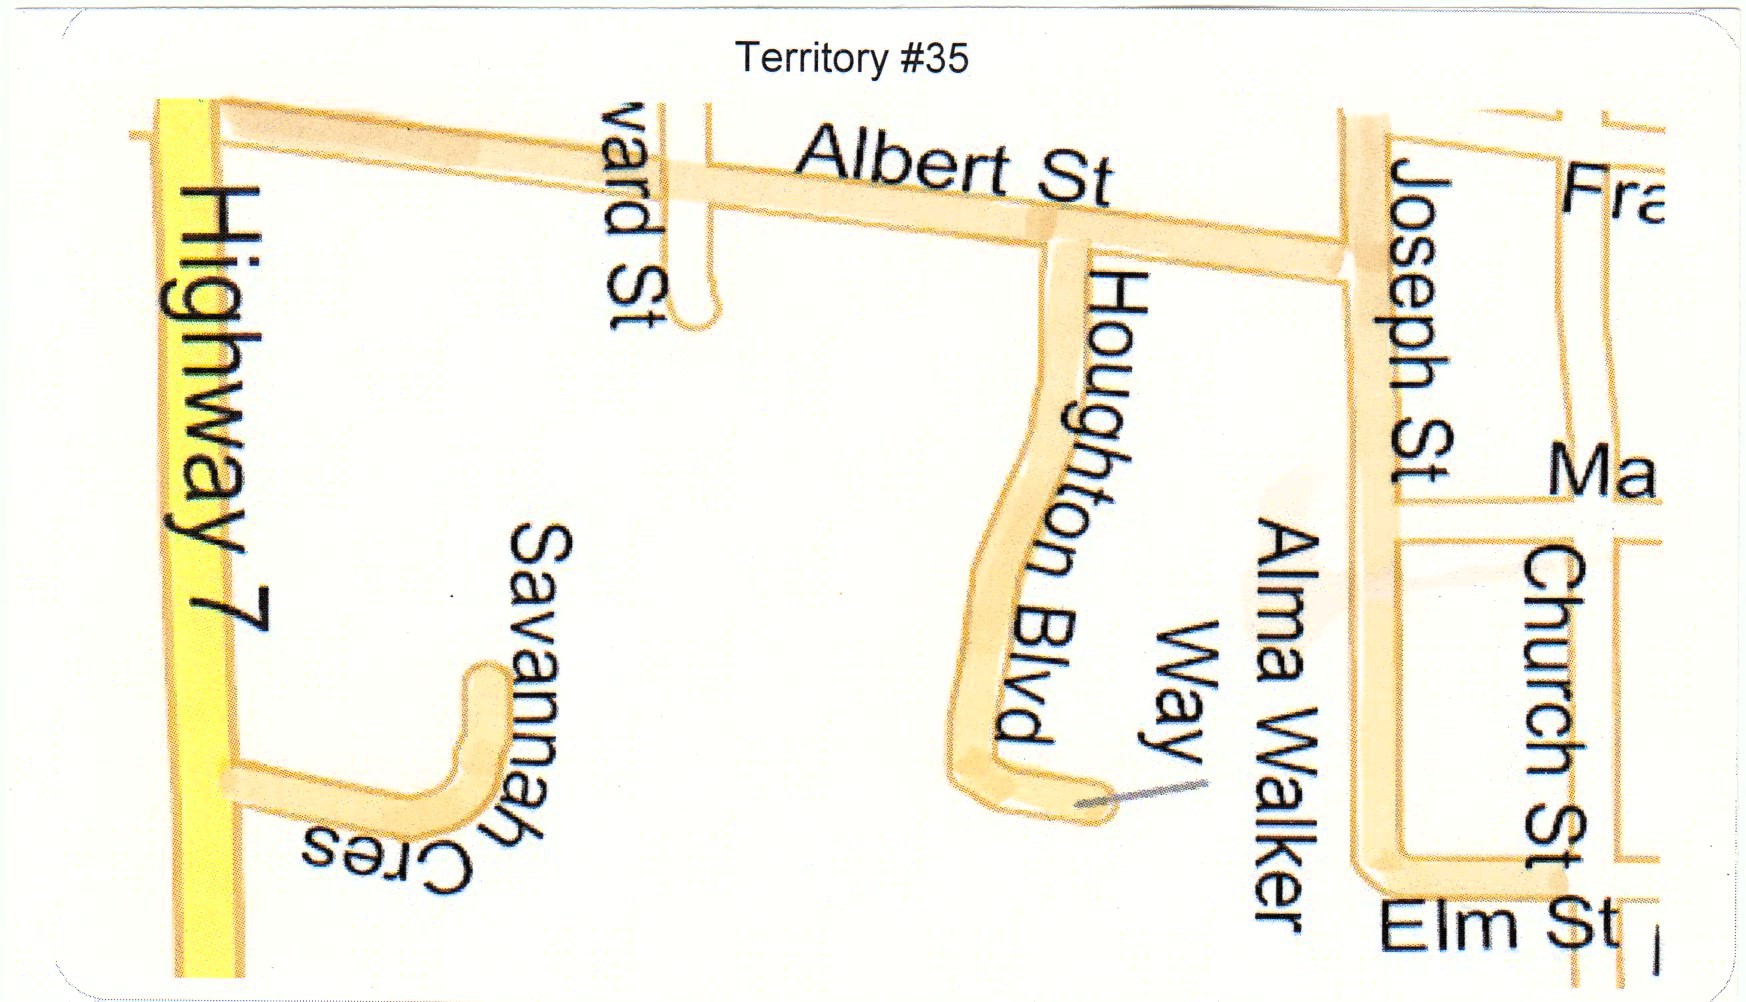 Territory #35
vard St
Albert St
Joseph St
Fra
Highway 7
Houghton Blvd
Ma
Savannah Cres
Alma Walker
Way
Church St
Elm St